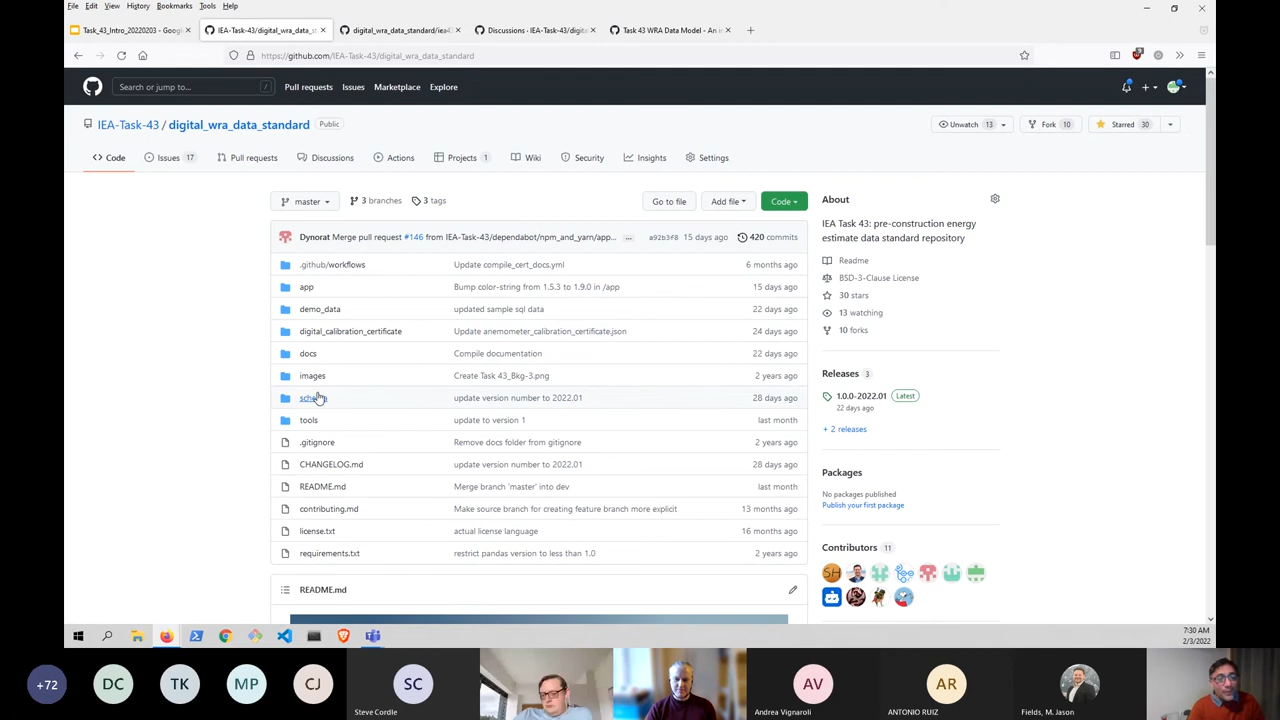 File Edit View History Bookmarks Tools Help
Task_43_Intro_20220203 - Googl
IEA-Task-43/digital_wra_data_st
digital_wra_data_standard/iea43
Discussions · IEA-Task-43/digita
Task 43 WRA Data Model - An in
https://github.com/IEA-Task-43/digital_wra_data_standard
Search or jump to... /
Pull requests Issues Marketplace Explore
IEA-Task-43 / digital_wra_data_standard Public
Unwatch 13 Fork 10 Starred 30
Code Issues 17 Pull requests Discussions Actions Projects 1 Wiki Security Insights Settings
master 3 branches 3 tags Go to file Add file Code
Dynorat Merge pull request #146 from IEA-Task-43/dependabot/npm_and_yarn/app... ... a92b3f8 15 days ago 420 commits
.github/workflows Update compile_cert_docs.yml 6 months ago
app Bump color-string from 1.5.3 to 1.9.0 in /app 15 days ago
demo_data updated sample sql data 22 days ago
digital_calibration_certificate Update anemometer_calibration_certificate.json 24 days ago
docs Compile documentation 22 days ago
images Create Task 43_Bkg-3.png 2 years ago
schema update version number to 2022.01 28 days ago
tools update to version 1 last month
.gitignore Remove docs folder from gitignore 2 years ago
CHANGELOG.md update version number to 2022.01 28 days ago
README.md Merge branch 'master' into dev last month
contributing.md Make source branch for creating feature branch more explicit 13 months ago
license.txt actual license language 16 months ago
requirements.txt restrict pandas version to less than 1.0 2 years ago
README.md
About
IEA Task 43: pre-construction energy
estimate data standard repository
Readme
BSD-3-Clause License
30 stars
13 watching
10 forks
Releases 3
1.0.0-2022.01 Latest
22 days ago
+ 2 releases
Packages
No packages published
Publish your first package
Contributors 11
SH
7:30 AM
2/3/2022
+72 DC TK MP CJ SC AV AR
Steve Cordle
Andrea Vignaroli
ANTONIO RUIZ
Fields, M. Jason